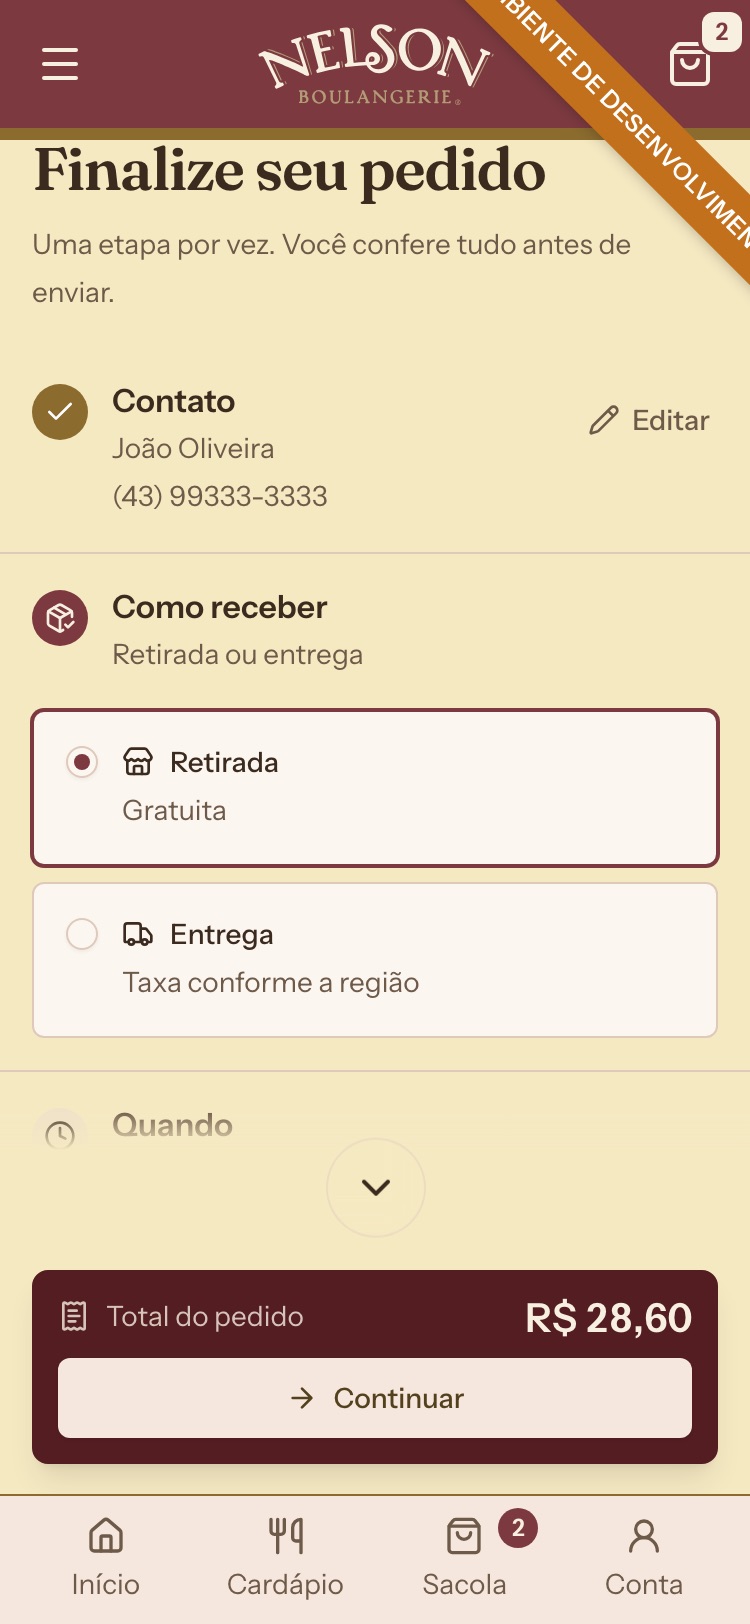 NELSON
BOULANGERIE
2
BIENTE DE DESENVOLVIMEN
Finalize seu pedido
Uma etapa por vez. Você confere tudo antes de
enviar.
Contato
Editar
João Oliveira
(43) 99333-3333
Como receber
Retirada ou entrega
Retirada
Gratuita
Entrega
Taxa conforme a região
Quando
Total do pedido
R$ 28,60
Continuar
2
Início
Cardápio
Sacola
Conta